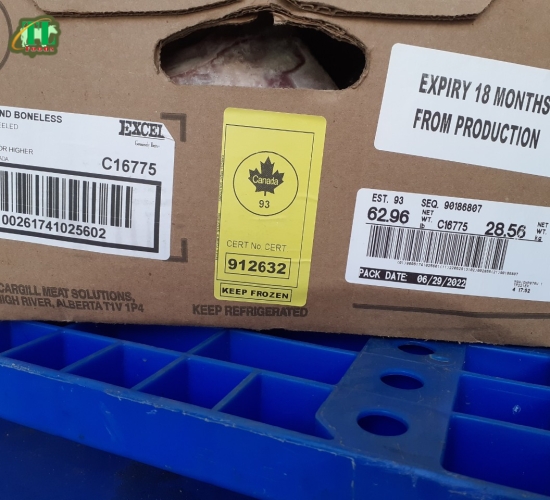 ND BONELESS
EELED
EXCEL
OR HIGHER
C16775
00261741025602
CARGILL MEAT SOLUTIONS,
HIGH RIVER, ALBERTA T1V 1P4
Canada
93
CERT No CERT
912632
KEEP FROZEN
KEEP REFRIGERATED
EXPIRY 18 MONTHS
FROM PRODUCTION
EST. 93 SEQ. 90186807
62.96 NET WT. lb C16775 28.56 NET WT. kg
PACK DATE: 06/29/2022